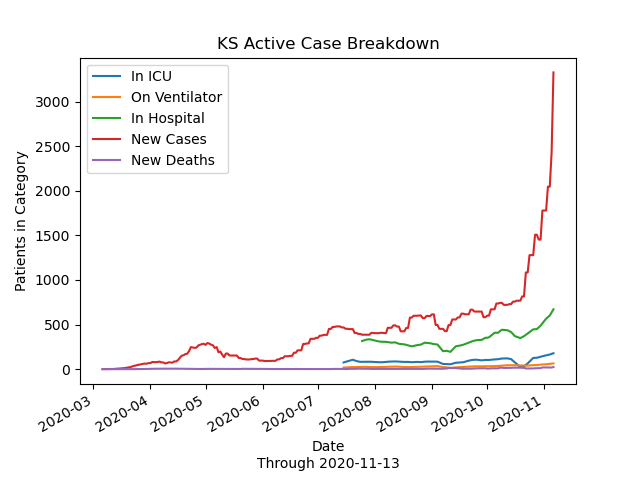 KS Active Case Breakdown
In ICU
On Ventilator
In Hospital
New Cases
New Deaths
3000
2500
2000
1500
1000
500
0
Patients in Category
2020-03
2020-04
2020-05
2020-06
2020-07
2020-08
2020-09
2020-10
2020-11
Date
Through 2020-11-13